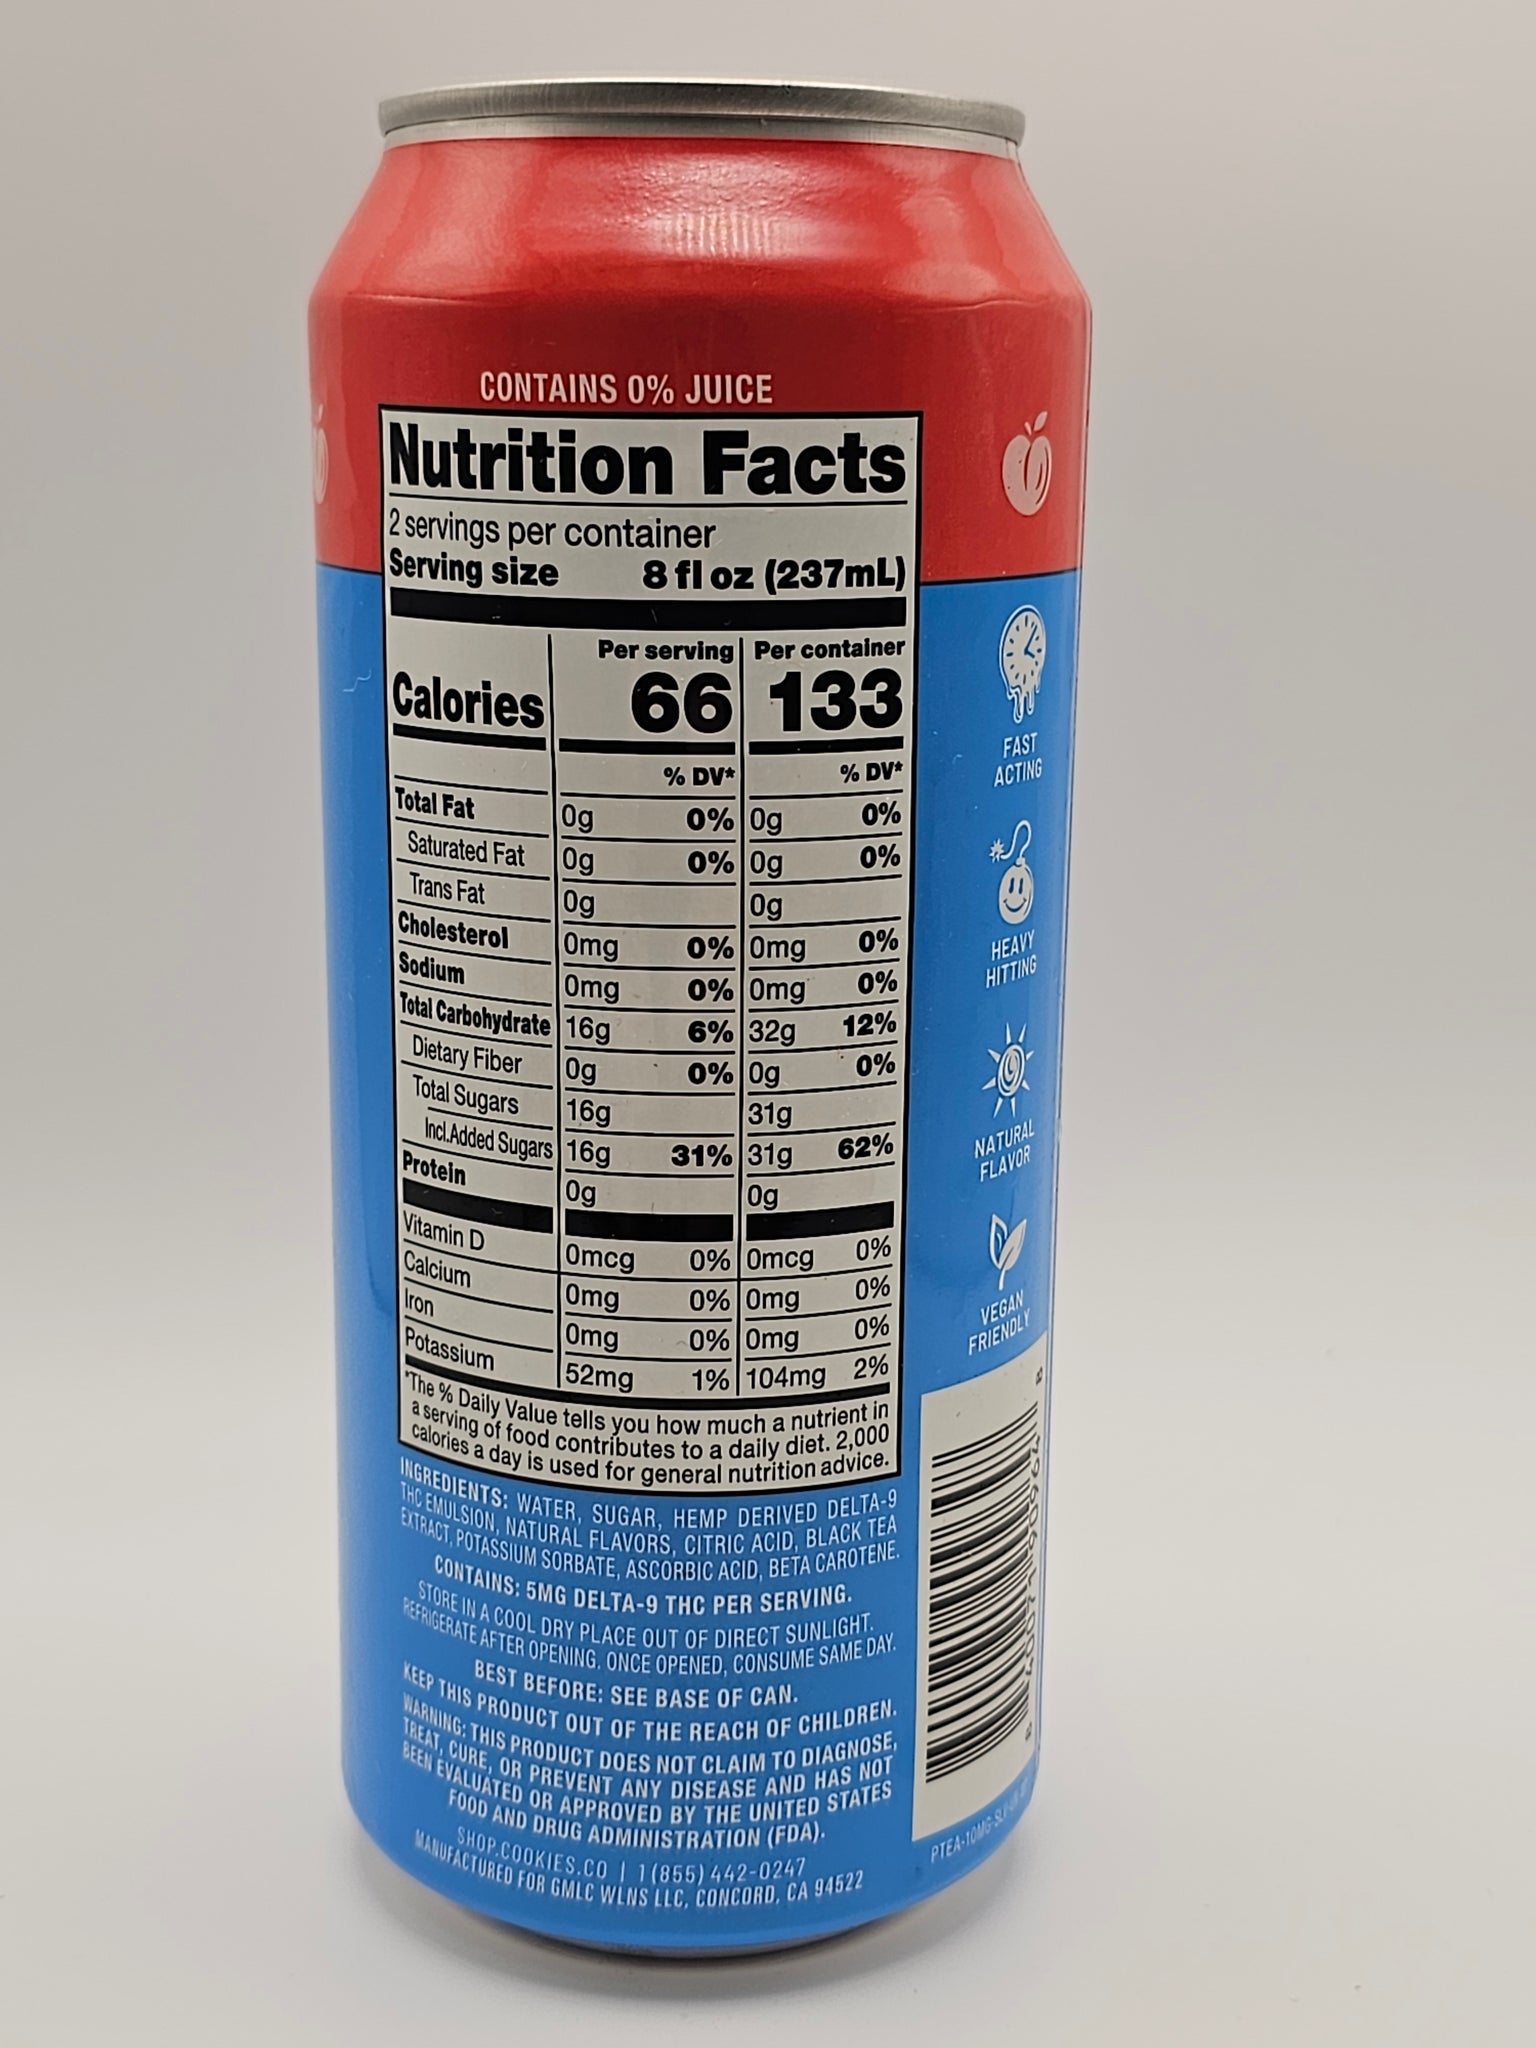 CONTAINS 0% JUICE
Nutrition Facts
2 servings per container
Serving size 8 fl oz (237mL)
Per serving Per container
Calories 66 133
% DV* % DV*
Total Fat 0g 0% 0g 0%
Saturated Fat 0g 0% 0g 0%
Trans Fat 0g 0g
Cholesterol 0mg 0% 0mg 0%
Sodium 0mg 0% 0mg 0%
Total Carbohydrate 16g 6% 32g 12%
Dietary Fiber 0g 0% 0g 0%
Total Sugars 16g 31g
Incl.Added Sugars 16g 31% 31g 62%
Protein 0g 0g
Vitamin D 0mcg 0% 0mcg 0%
Calcium 0mg 0% 0mg 0%
Iron 0mg 0% 0mg 0%
Potassium 52mg 1% 104mg 2%
*The % Daily Value tells you how much a nutrient in
a serving of food contributes to a daily diet. 2,000
calories a day is used for general nutrition advice.
INGREDIENTS: WATER, SUGAR, HEMP DERIVED DELTA-9
THC EMULSION, NATURAL FLAVORS, CITRIC ACID, BLACK TEA
EXTRACT, POTASSIUM SORBATE, ASCORBIC ACID, BETA CAROTENE.
CONTAINS: 5MG DELTA-9 THC PER SERVING.
STORE IN A COOL DRY PLACE OUT OF DIRECT SUNLIGHT.
REFRIGERATE AFTER OPENING. ONCE OPENED, CONSUME SAME DAY.
BEST BEFORE: SEE BASE OF CAN.
KEEP THIS PRODUCT OUT OF THE REACH OF CHILDREN.
WARNING: THIS PRODUCT DOES NOT CLAIM TO DIAGNOSE,
TREAT, CURE, OR PREVENT ANY DISEASE AND HAS NOT
BEEN EVALUATED OR APPROVED BY THE UNITED STATES
FOOD AND DRUG ADMINISTRATION (FDA).
SHOP.COOKIES.CO | 1(855) 442-0247
MANUFACTURED FOR GMLC WLNS LLC, CONCORD, CA 94522
FAST
ACTING
HEAVY
HITTING
NATURAL
FLAVOR
VEGAN
FRIENDLY